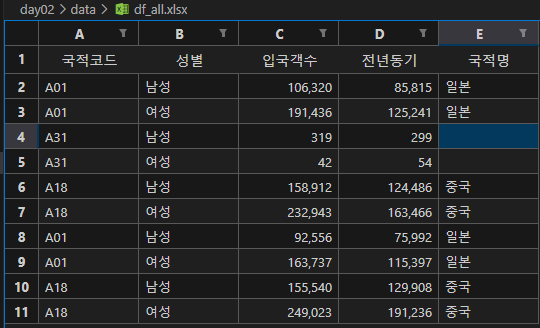 day02 > data > df_all.xlsx
A B C D E
1 국적코드 성별 입국객수 전년동기 국적명
2 A01 남성 106,320 85,815 일본
3 A01 여성 191,436 125,241 일본
4 A31 남성 319 299
5 A31 여성 42 54
6 A18 남성 158,912 124,486 중국
7 A18 여성 232,943 163,466 중국
8 A01 남성 92,556 75,992 일본
9 A01 여성 163,737 115,397 일본
10 A18 남성 155,540 129,908 중국
11 A18 여성 249,023 191,236 중국